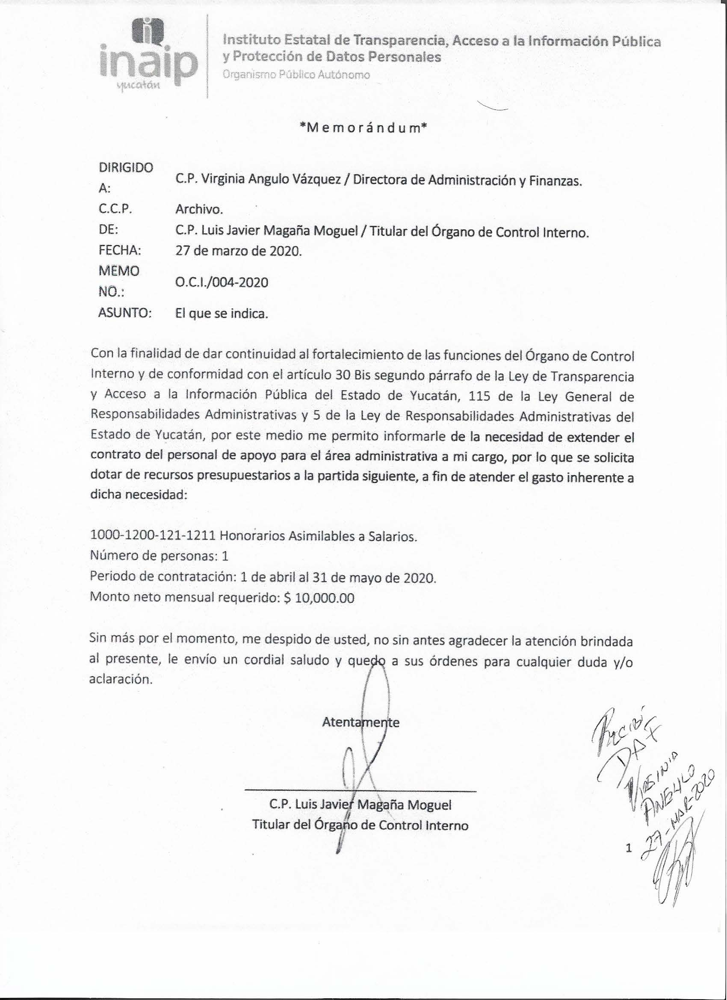 inaip
yucatán
Instituto Estatal de Transparencia, Acceso a la Información Pública
y Protección de Datos Personales
Organismo Público Autónomo
*Memorándum*
DIRIGIDO
A:
C.P. Virginia Angulo Vázquez / Directora de Administración y Finanzas.
C.C.P. Archivo.
DE: C.P. Luis Javier Magaña Moguel / Titular del Órgano de Control Interno.
FECHA: 27 de marzo de 2020.
MEMO
NO.:
O.C.I./004-2020
ASUNTO: El que se indica.
Con la finalidad de dar continuidad al fortalecimiento de las funciones del Órgano de Control
Interno y de conformidad con el artículo 30 Bis segundo párrafo de la Ley de Transparencia
y Acceso a la Información Pública del Estado de Yucatán, 115 de la Ley General de
Responsabilidades Administrativas y 5 de la Ley de Responsabilidades Administrativas del
Estado de Yucatán, por este medio me permito informarle de la necesidad de extender el
contrato del personal de apoyo para el área administrativa a mi cargo, por lo que se solicita
dotar de recursos presupuestarios a la partida siguiente, a fin de atender el gasto inherente a
dicha necesidad:
1000-1200-121-1211 Honorarios Asimilables a Salarios.
Número de personas: 1
Periodo de contratación: 1 de abril al 31 de mayo de 2020.
Monto neto mensual requerido: $ 10,000.00
Sin más por el momento, me despido de usted, no sin antes agradecer la atención brindada
al presente, le envío un cordial saludo y quedo a sus órdenes para cualquier duda y/o
aclaración.
Atentamente
C.P. Luis Javier Magaña Moguel
Titular del Órgano de Control Interno
1
Recibí
DAF
Virginia
Angulo
27-MAR-2020